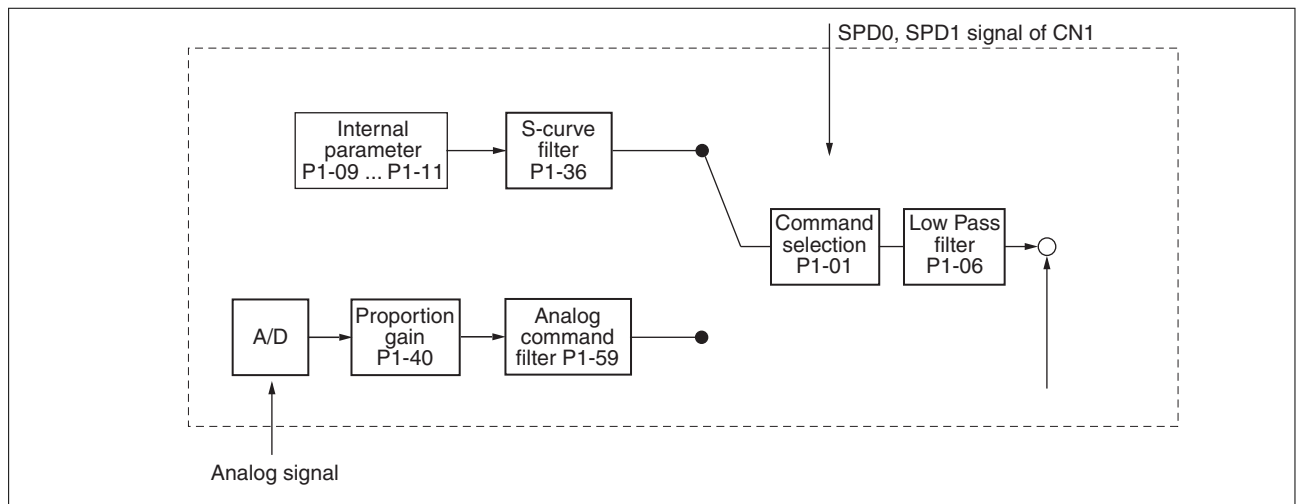 SPD0, SPD1 signal of CN1
Internal
parameter
P1-09 ... P1-11
S-curve
filter
P1-36
Command
selection
P1-01
Low Pass
filter
P1-06
A/D
Proportion
gain
P1-40
Analog
command
filter P1-59
Analog signal